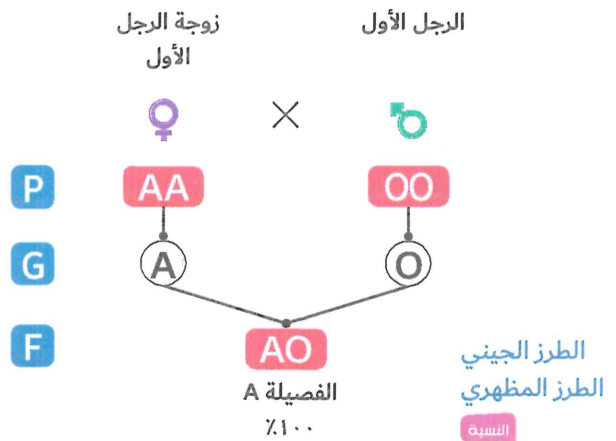 الرجل الأول
زوجة الرجل
الأول
P
AA
OO
G
A
O
F
AO
الفصيلة A
٪١٠٠
الطرز الجيني
الطرز المظهري
النسبة